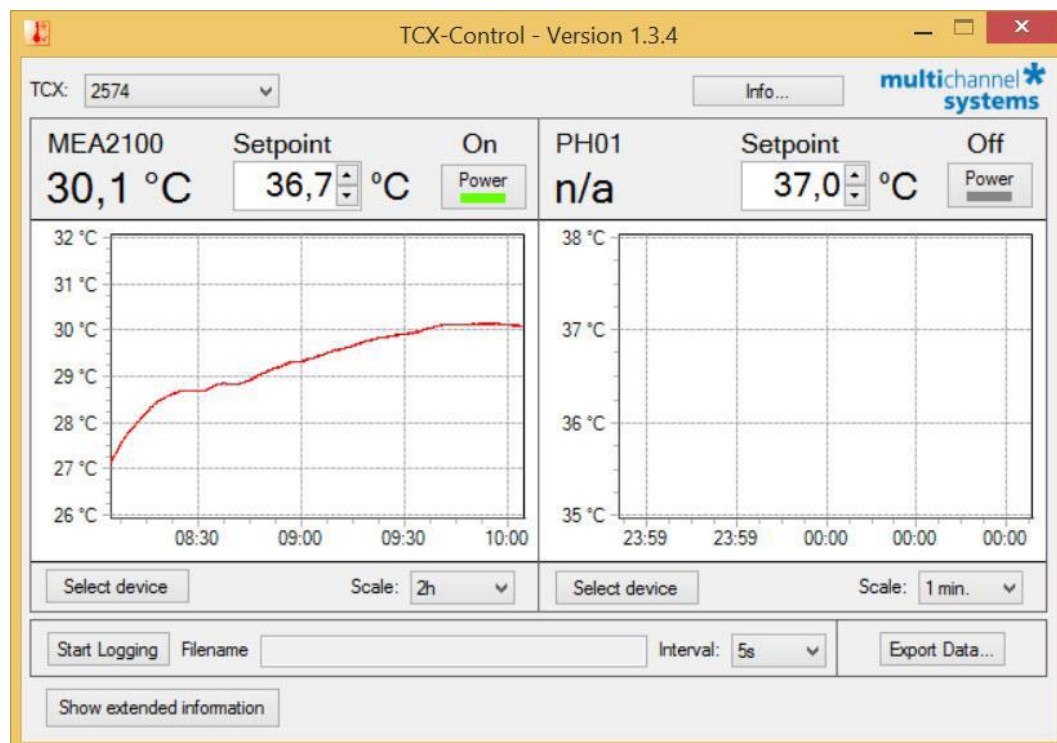 TCX-Control - Version 1.3.4
TCX: 2574 Info... multichannel systems
MEA2100 Setpoint On
30,1 °C 36,7 °C Power
PH01 Setpoint Off
n/a 37,0 °C Power
32 °C
31 °C
30 °C
29 °C
28 °C
27 °C
26 °C
08:30 09:00 09:30 10:00
38 °C
37 °C
36 °C
35 °C
23:59 23:59 00:00 00:00 00:00
Select device Scale: 2h
Select device Scale: 1 min.
Start Logging Filename Interval: 5s Export Data...
Show extended information